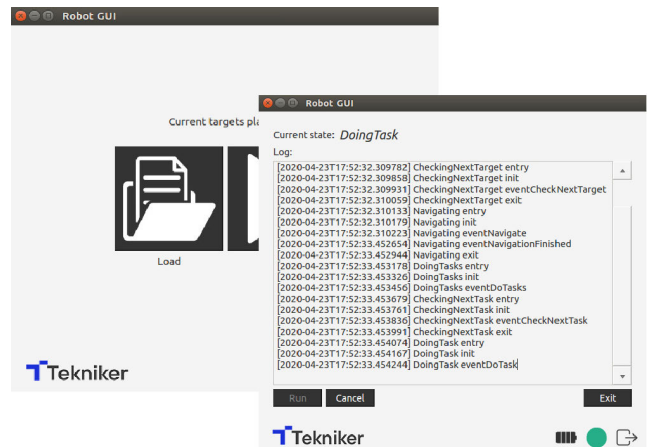 Robot GUI
Current targets pla
Load
Tekniker
Robot GUI
Current state: DoingTask
Log:
[2020-04-23T17:52:32.309782] CheckingNextTarget entry
[2020-04-23T17:52:32.309858] CheckingNextTarget init
[2020-04-23T17:52:32.309931] CheckingNextTarget eventCheckNextTarget
[2020-04-23T17:52:32.310059] CheckingNextTarget exit
[2020-04-23T17:52:32.310133] Navigating entry
[2020-04-23T17:52:32.310179] Navigating init
[2020-04-23T17:52:32.310223] Navigating eventNavigate
[2020-04-23T17:52:33.452654] Navigating eventNavigationFinished
[2020-04-23T17:52:33.452944] Navigating exit
[2020-04-23T17:52:33.453178] DoingTasks entry
[2020-04-23T17:52:33.453326] DoingTasks init
[2020-04-23T17:52:33.453456] DoingTasks eventDoTasks
[2020-04-23T17:52:33.453679] CheckingNextTask entry
[2020-04-23T17:52:33.453761] CheckingNextTask init
[2020-04-23T17:52:33.453836] CheckingNextTask eventCheckNextTask
[2020-04-23T17:52:33.453991] CheckingNextTask exit
[2020-04-23T17:52:33.454074] DoingTask entry
[2020-04-23T17:52:33.454167] DoingTask init
[2020-04-23T17:52:33.454244] DoingTask eventDoTask
Run Cancel Exit
Tekniker